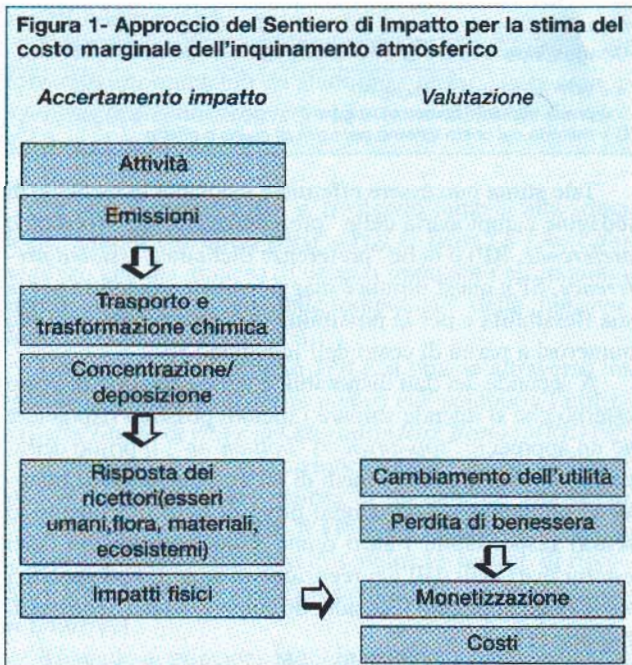 Figura 1- Approccio del Sentiero di Impatto per la stima del
costo marginale dell'inquinamento atmosferico
Accertamento impatto
Valutazione
Attività
Emissioni
Trasporto e
trasformazione chimica
Concentrazione/
deposizione
Risposta dei
ricettori(esseri
umani,flora, materiali,
ecosistemi)
Impatti fisici
Cambiamento dell'utilità
Perdita di benessera
Monetizzazione
Costi